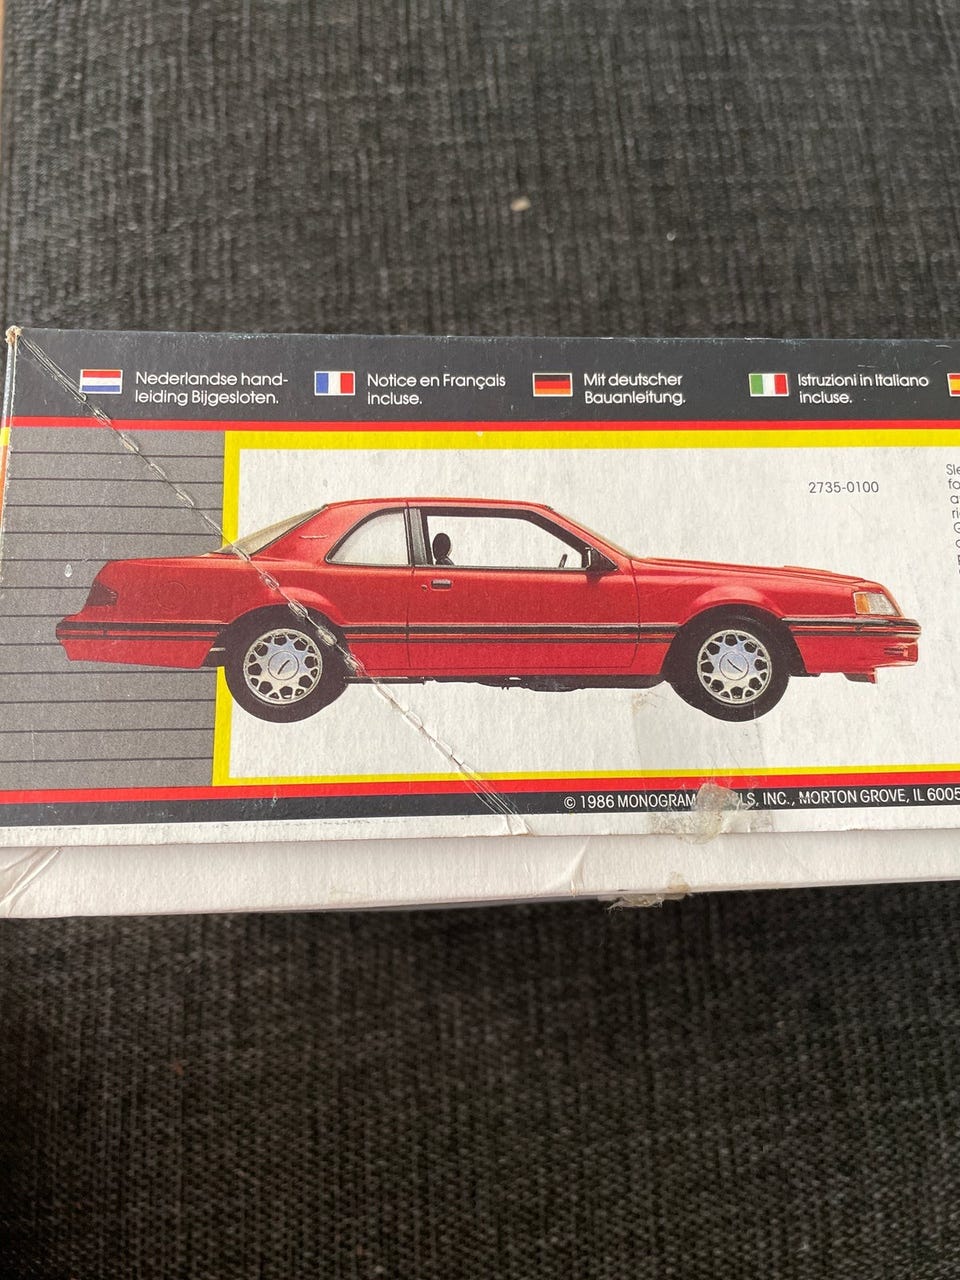 Nederlandse hand-
leiding Bijgesloten.
Notice en Français
incluse.
Mit deutscher
Bauanleitung.
Istruzioni in Italiano
incluse.
2735-0100
© 1986 MONOGRAM LS, INC., MORTON GROVE, IL 6005